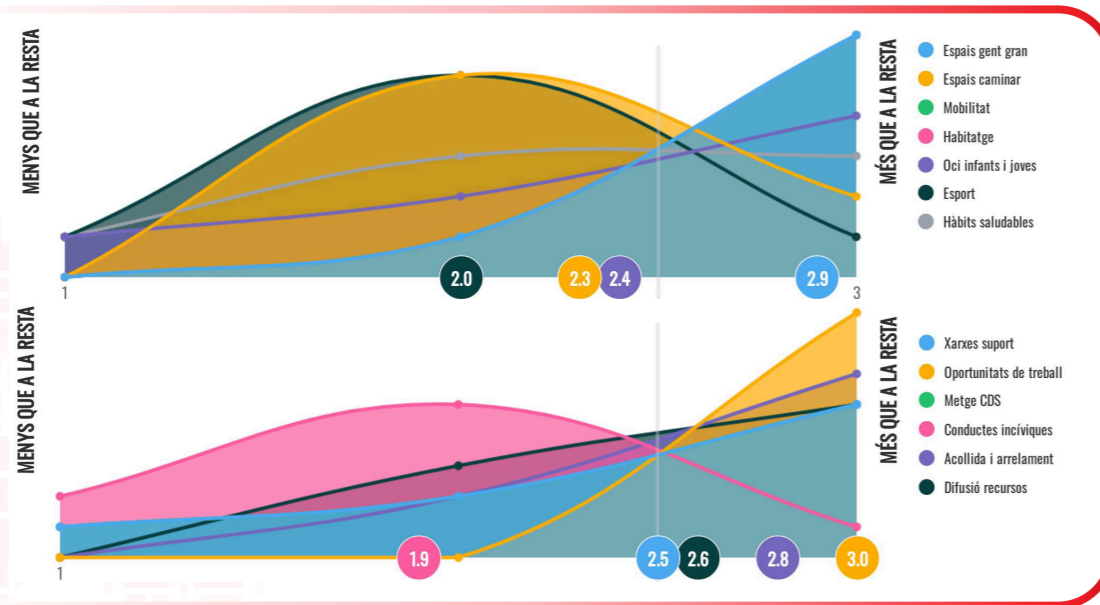 MENYS QUE A LA RESTA
MÉS QUE A LA RESTA
Espais gent gran
Espais caminar
Mobilitat
Habitatge
Oci infants i joves
Esport
Hàbits saludables
2.0
2.3
2.4
2.9
1
3
MENYS QUE A LA RESTA
MÉS QUE A LA RESTA
Xarxes suport
Oportunitats de treball
Metge CDS
Conductes incíviques
Acollida i arrelament
Difusió recursos
1.9
2.5
2.6
2.8
3.0
1